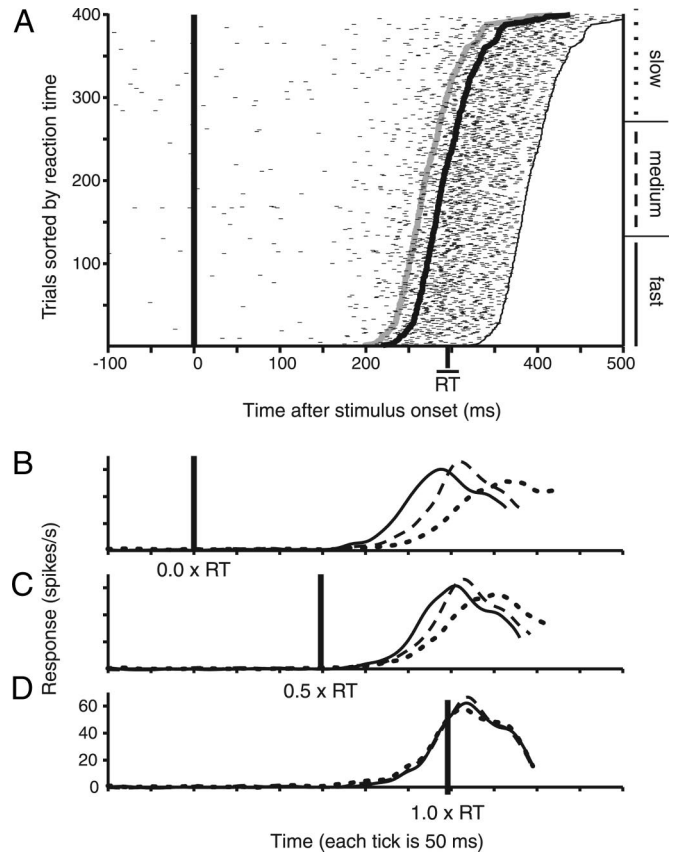 A
400
300
200
100
Trials sorted by reaction time
-100
0
100
200
300
400
500
RT
Time after stimulus onset (ms)
slow
medium
fast
B
0.0 x RT
C
0.5 x RT
Response (spikes/s)
D
60
40
20
0
1.0 x RT
Time (each tick is 50 ms)